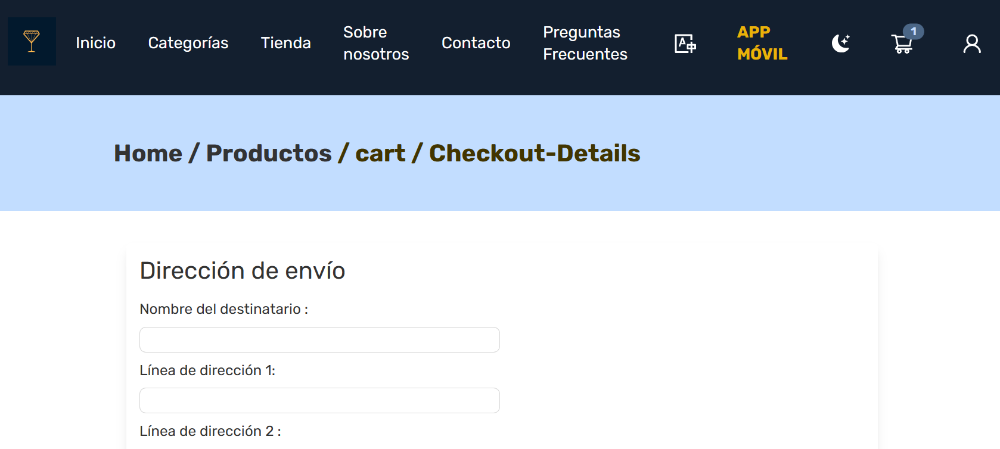 Inicio
Categorías
Tienda
Sobre
nosotros
Contacto
Preguntas
Frecuentes
A
APP
MÓVIL
1
Home / Productos / cart / Checkout-Details
Dirección de envío
Nombre del destinatario :
Línea de dirección 1:
Línea de dirección 2 :